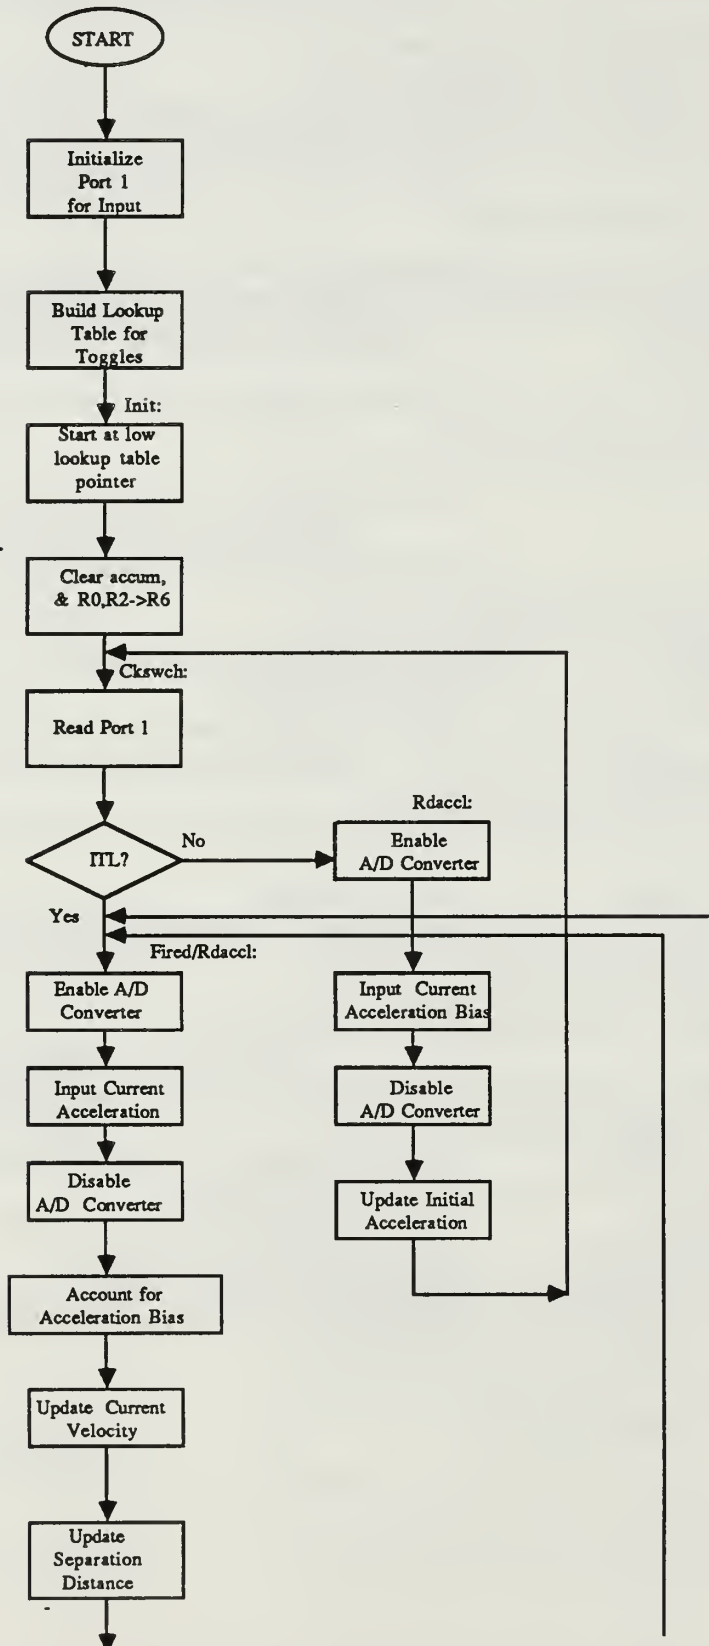 START
Initialize
Port 1
for Input
Build Lookup
Table for
Toggles
Init:
Start at low
lookup table
pointer
Clear accum,
& R0,R2->R6
Ckswch:
Read Port 1
ITL?
No
Yes
Rdaccl:
Enable
A/D Converter
Fired/Rdaccl:
Enable A/D
Converter
Input Current
Acceleration Bias
Input Current
Acceleration
Disable
A/D Converter
Disable
A/D Converter
Update Initial
Acceleration
Account for
Acceleration Bias
Update Current
Velocity
Update
Separation
Distance